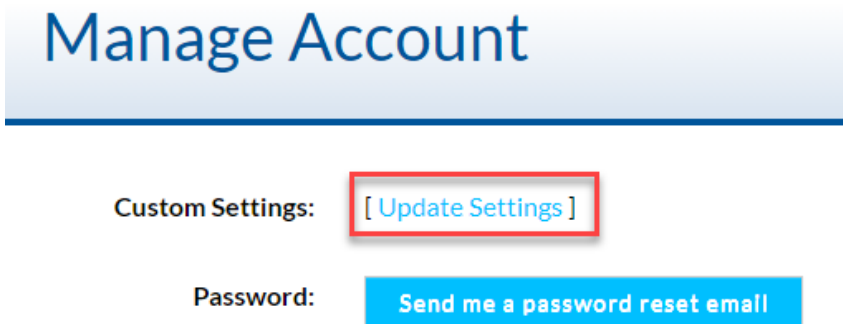 Manage Account
Custom Settings: [ Update Settings ]
Password: Send me a password reset email